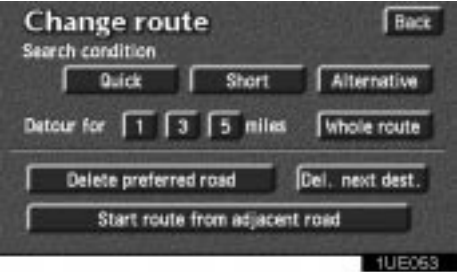 Change route Back
Search condition
Quick Short Alternative
Detour for 1 3 5 miles Whole route
Delete preferred road Del. next dest.
Start route from adjacent road
1UE053